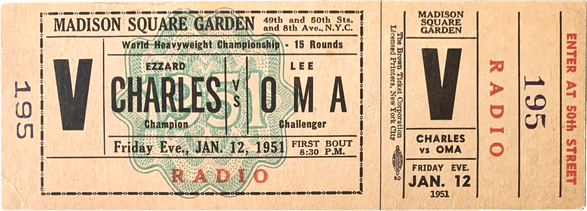 195
MADISON SQUARE GARDEN
49th and 50th Sts.
and 8th Ave., N.Y.C.
World Heavyweight Championship - 15 Rounds
V
EZZARD
CHARLES
Champion
VS
LEE
OMA
Challenger
1951
Friday Eve., JAN. 12, 1951
FIRST BOUT
8:30 P.M.
RADIO
The Brown Ticket Corporation
Licensed Printers, New York City
2
MADISON
SQUARE
GARDEN
V
CHARLES
vs OMA
FRIDAY EVE.
JAN. 12
1951
RADIO
195
ENTER AT 50th STREET